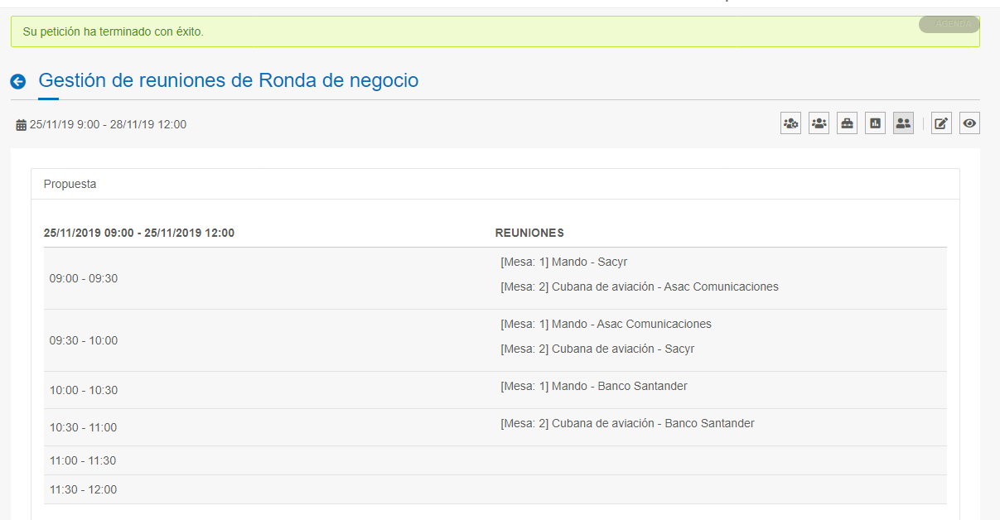 Su petición ha terminado con éxito.
AGENDA
Gestión de reuniones de Ronda de negocio
25/11/19 9:00 - 28/11/19 12:00
Propuesta
25/11/2019 09:00 - 25/11/2019 12:00 REUNIONES
09:00 - 09:30
[Mesa: 1] Mando - Sacyr
[Mesa: 2] Cubana de aviación - Asac Comunicaciones
09:30 - 10:00
[Mesa: 1] Mando - Asac Comunicaciones
[Mesa: 2] Cubana de aviación - Sacyr
10:00 - 10:30 [Mesa: 1] Mando - Banco Santander
10:30 - 11:00 [Mesa: 2] Cubana de aviación - Banco Santander
11:00 - 11:30
11:30 - 12:00